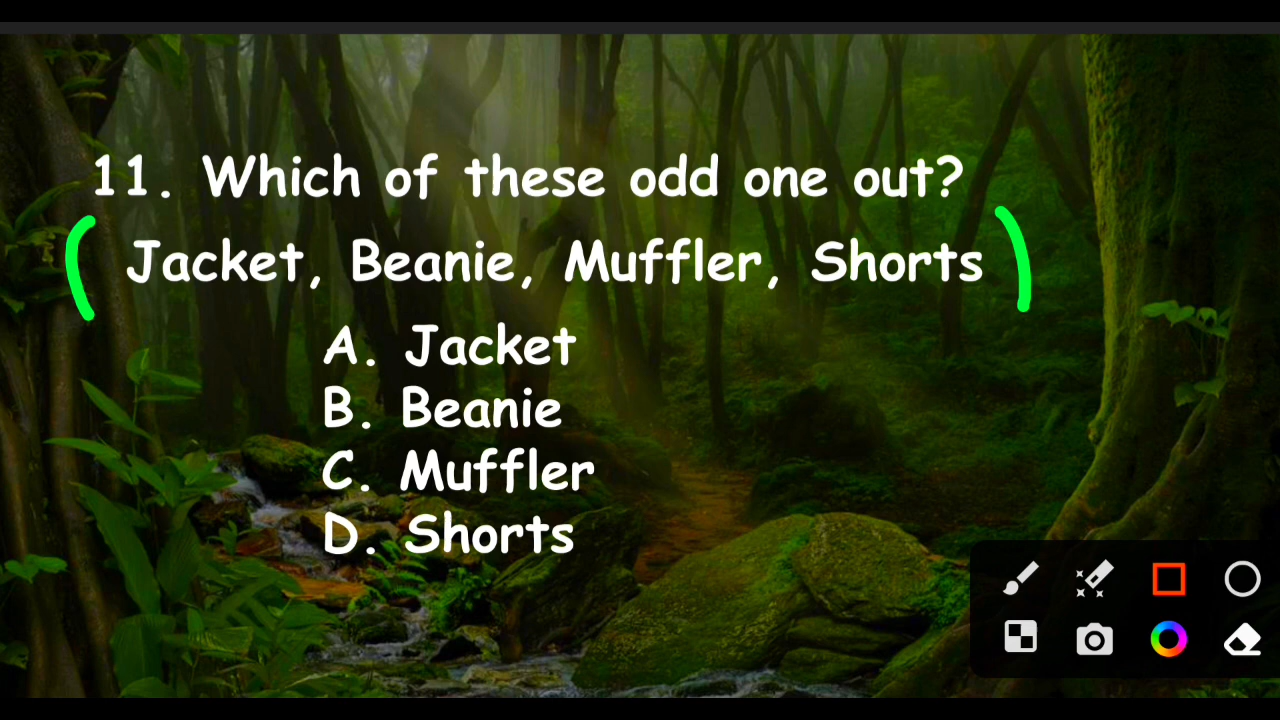 11. Which of these odd one out?
(Jacket, Beanie, Muffler, Shorts)
A. Jacket
B. Beanie
C. Muffler
D. Shorts